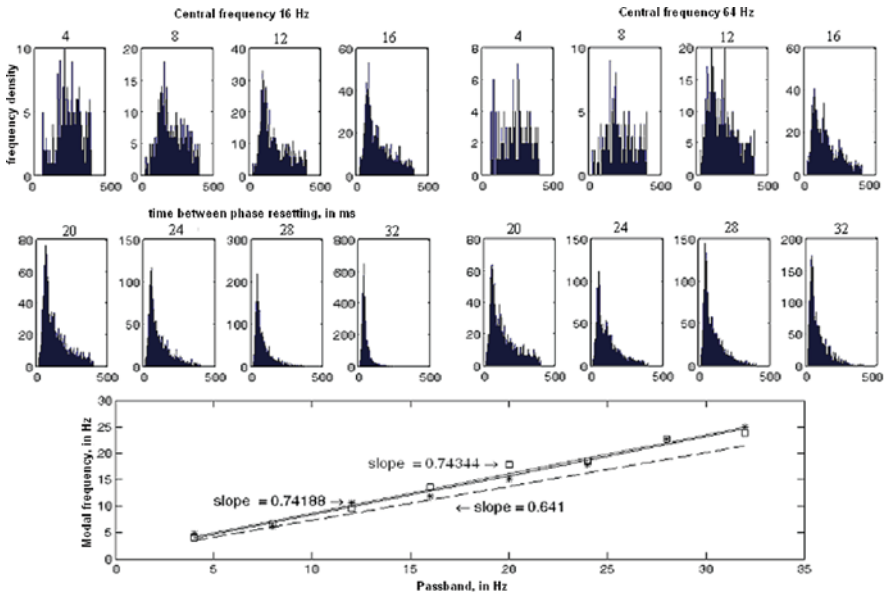 Central frequency 16 Hz
Central frequency 64 Hz
4 8 12 16 4 8 12 16
10 20 40 60 8 8 20 60
frequency density
5 15 10 5 30 20 10 40 20 6 4 2 6 4 2 15 10 5 40 20
0 0 0 0 0 0 0 0
0 500 0 500 0 500 0 500 0 500 0 500 0 500 0 500
time between phase resetting, in ms
20 24 28 32 20 24 28 32
80 150 300 800 80 150 150 200
60 40 20 100 50 200 100 600 400 200 60 40 20 100 50 100 50 150 100 50
0 0 0 0 0 0 0 0
0 500 0 500 0 500 0 500 0 500 0 500 0 500 0 500
Modal frequency, in Hz
30
25
20
15
10
5
0
slope = 0.74344 →
slope = 0.74188 →
← slope = 0.641
0 5 10 15 20 25 30 35
Passband, in Hz